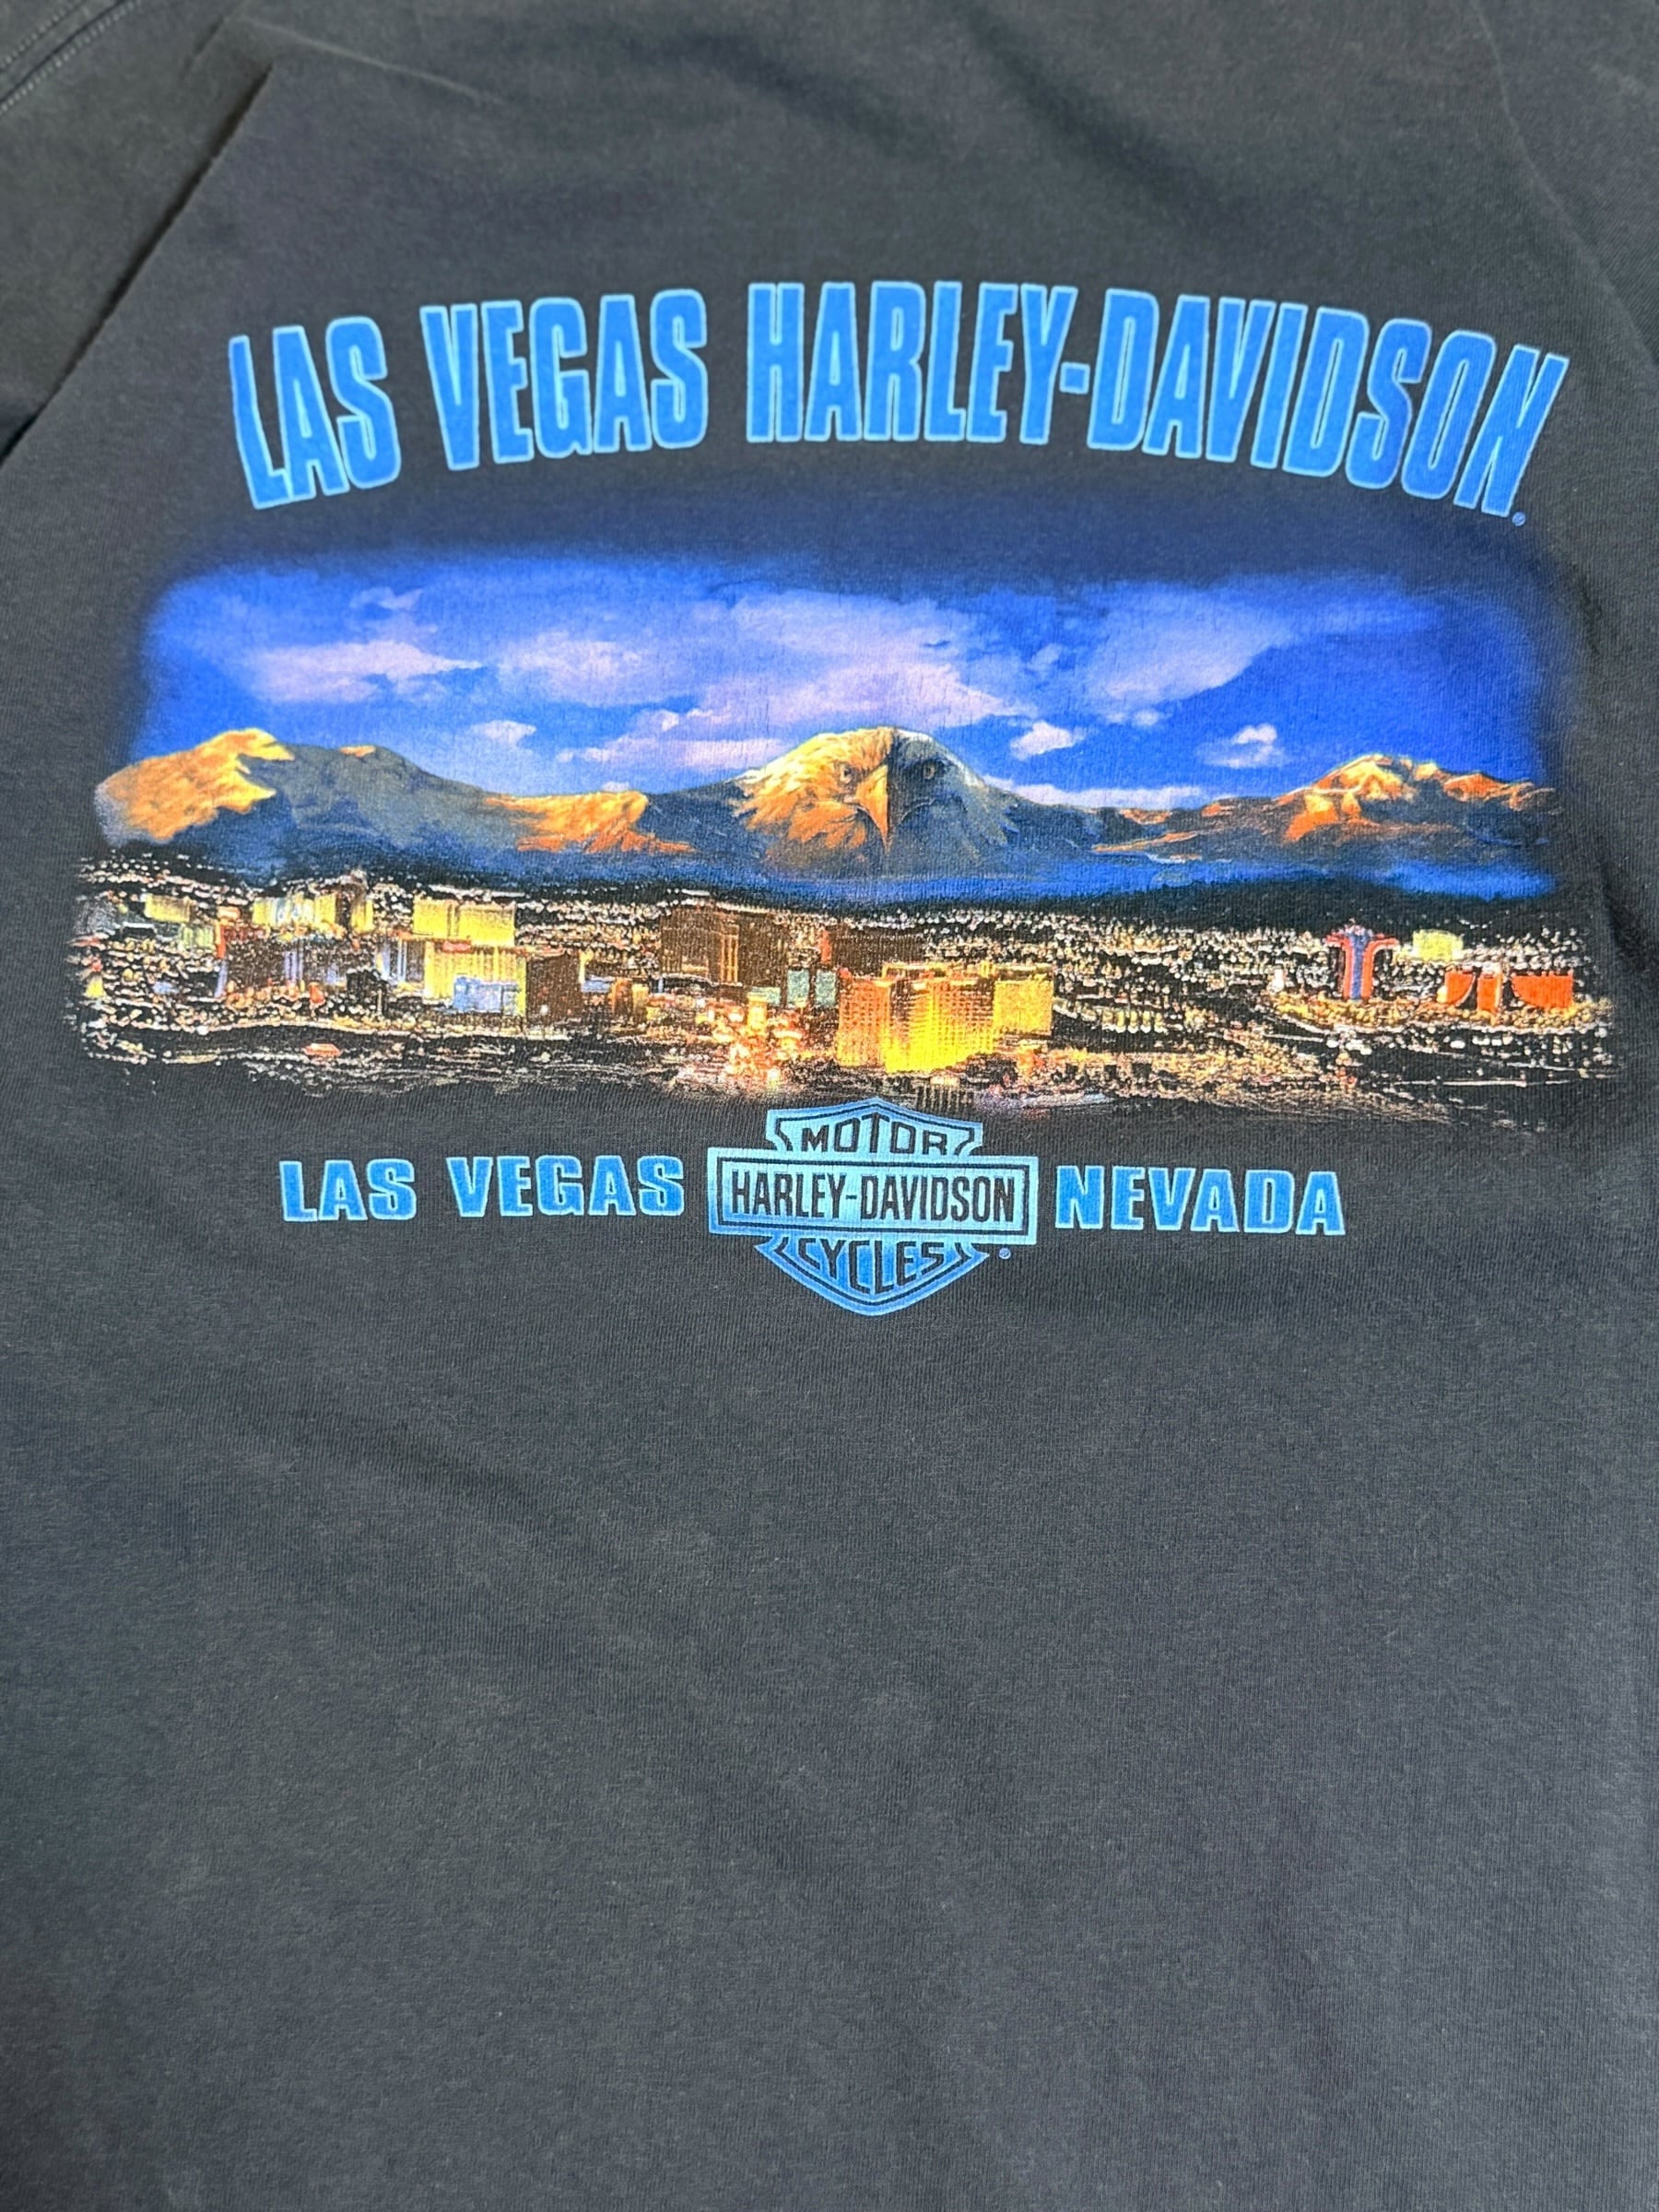 LAS VEGAS HARLEY-DAVIDSON®
MOTOR
LAS VEGAS HARLEY-DAVIDSON NEVADA
CYCLES®